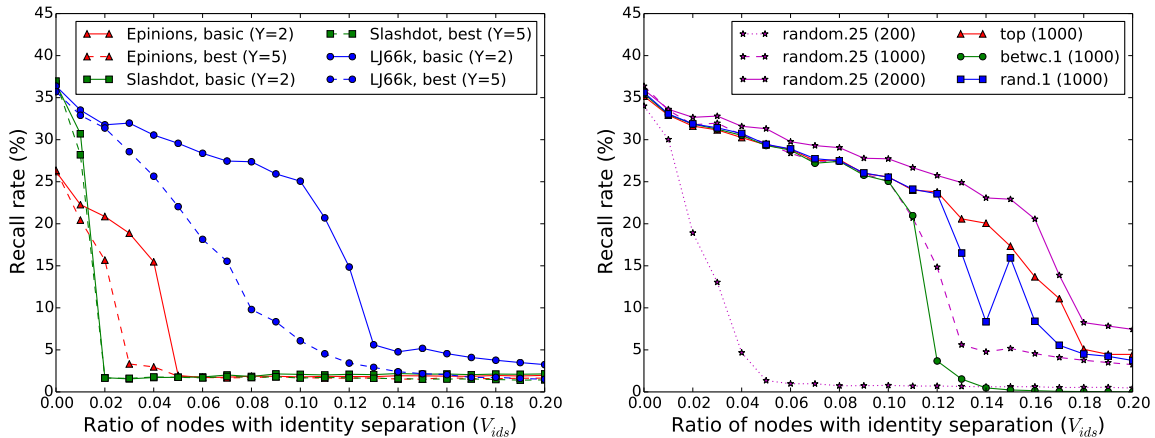 45
40
35
30
25
20
15
10
5
0
Recall rate (%)
Epinions, basic (Y=2)
Epinions, best (Y=5)
Slashdot, basic (Y=2)
Slashdot, best (Y=5)
LJ66k, basic (Y=2)
LJ66k, best (Y=5)
0.00 0.02 0.04 0.06 0.08 0.10 0.12 0.14 0.16 0.18 0.20
Ratio of nodes with identity separation (V_ids)
45
40
35
30
25
20
15
10
5
0
Recall rate (%)
random.25 (200)
random.25 (1000)
random.25 (2000)
top (1000)
betwc.1 (1000)
rand.1 (1000)
0.00 0.02 0.04 0.06 0.08 0.10 0.12 0.14 0.16 0.18 0.20
Ratio of nodes with identity separation (V_ids)